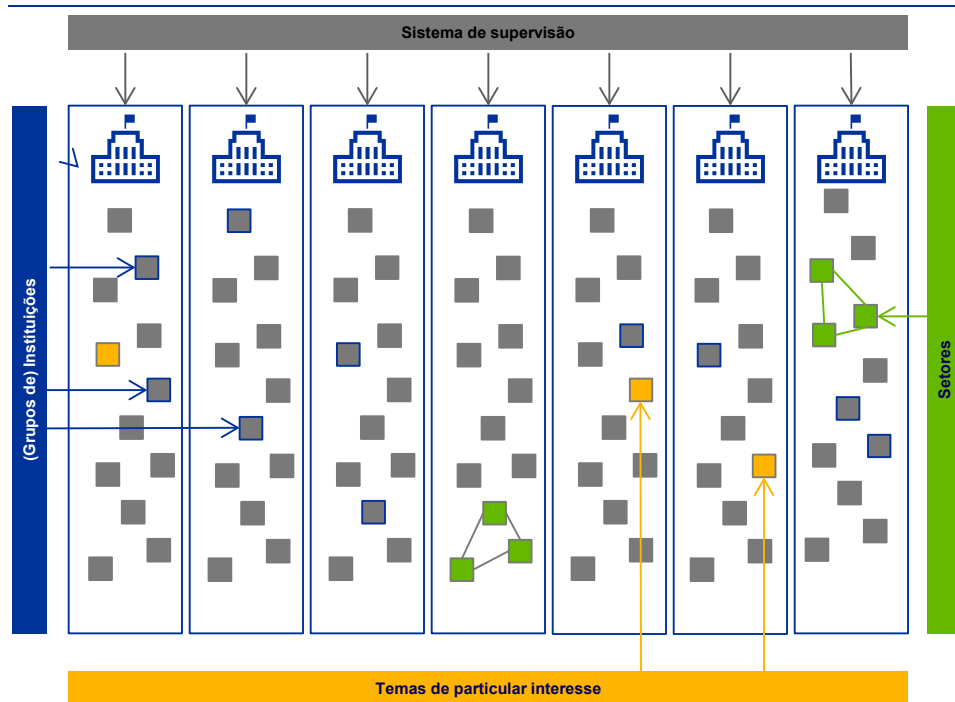 Sistema de supervisão
(Grupos de) Instituições
Setores
Temas de particular interesse